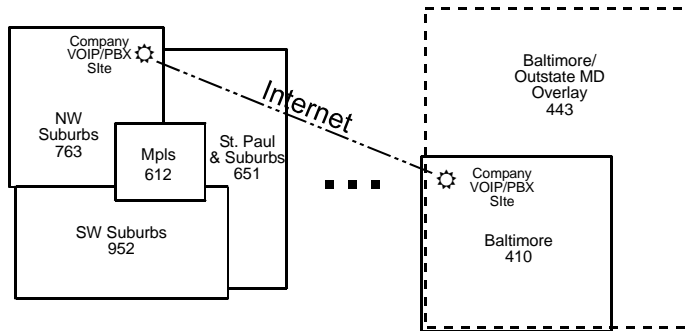 Company
VOIP/PBX
SIte
NW
Suburbs
763
Mpls
612
St. Paul
& Suburbs
651
SW Suburbs
952
Internet
Baltimore/
Outstate MD
Overlay
443
Company
VOIP/PBX
SIte
Baltimore
410